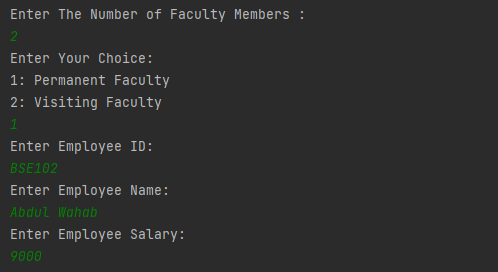 Enter The Number of Faculty Members :
2
Enter Your Choice:
1: Permanent Faculty
2: Visiting Faculty
1
Enter Employee ID:
BSE102
Enter Employee Name:
Abdul Wahab
Enter Employee Salary:
9000